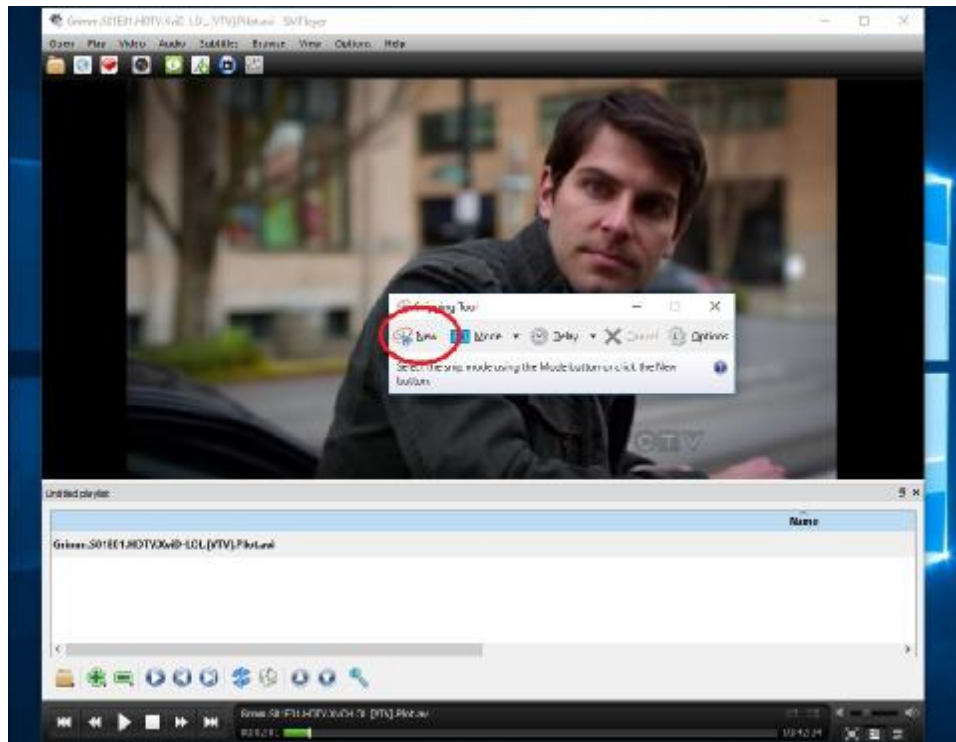 Open Play Video Audio Subtitles Browse View Options Help
Snipping Tool
New Mode Delay Cancel Options
Select the snip mode using the Mode button or click the New
button.
CTV
Untitled playlist
Name
Grimm.S01E01.HDTV.XviD-LOL.[VTV].Pilot.avi